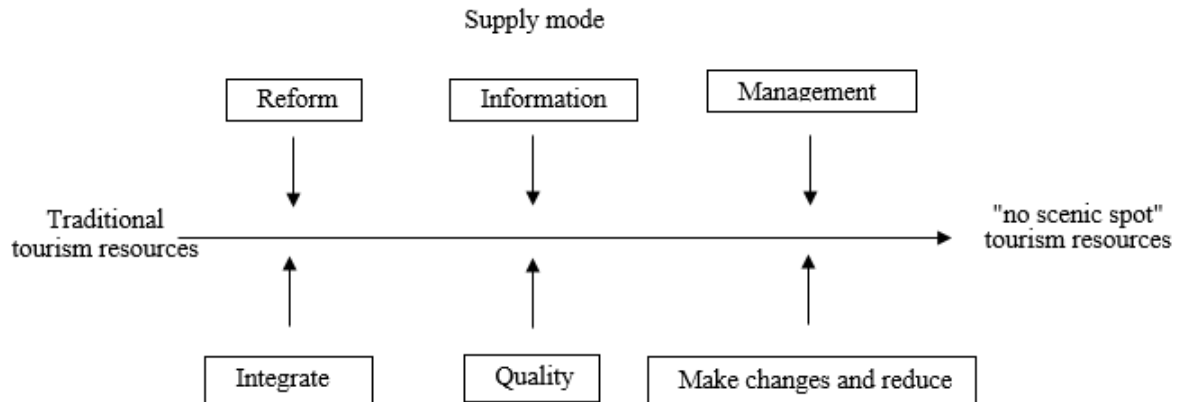 Supply mode
Reform
Information
Management
Traditional
tourism resources
"no scenic spot"
tourism resources
Integrate
Quality
Make changes and reduce